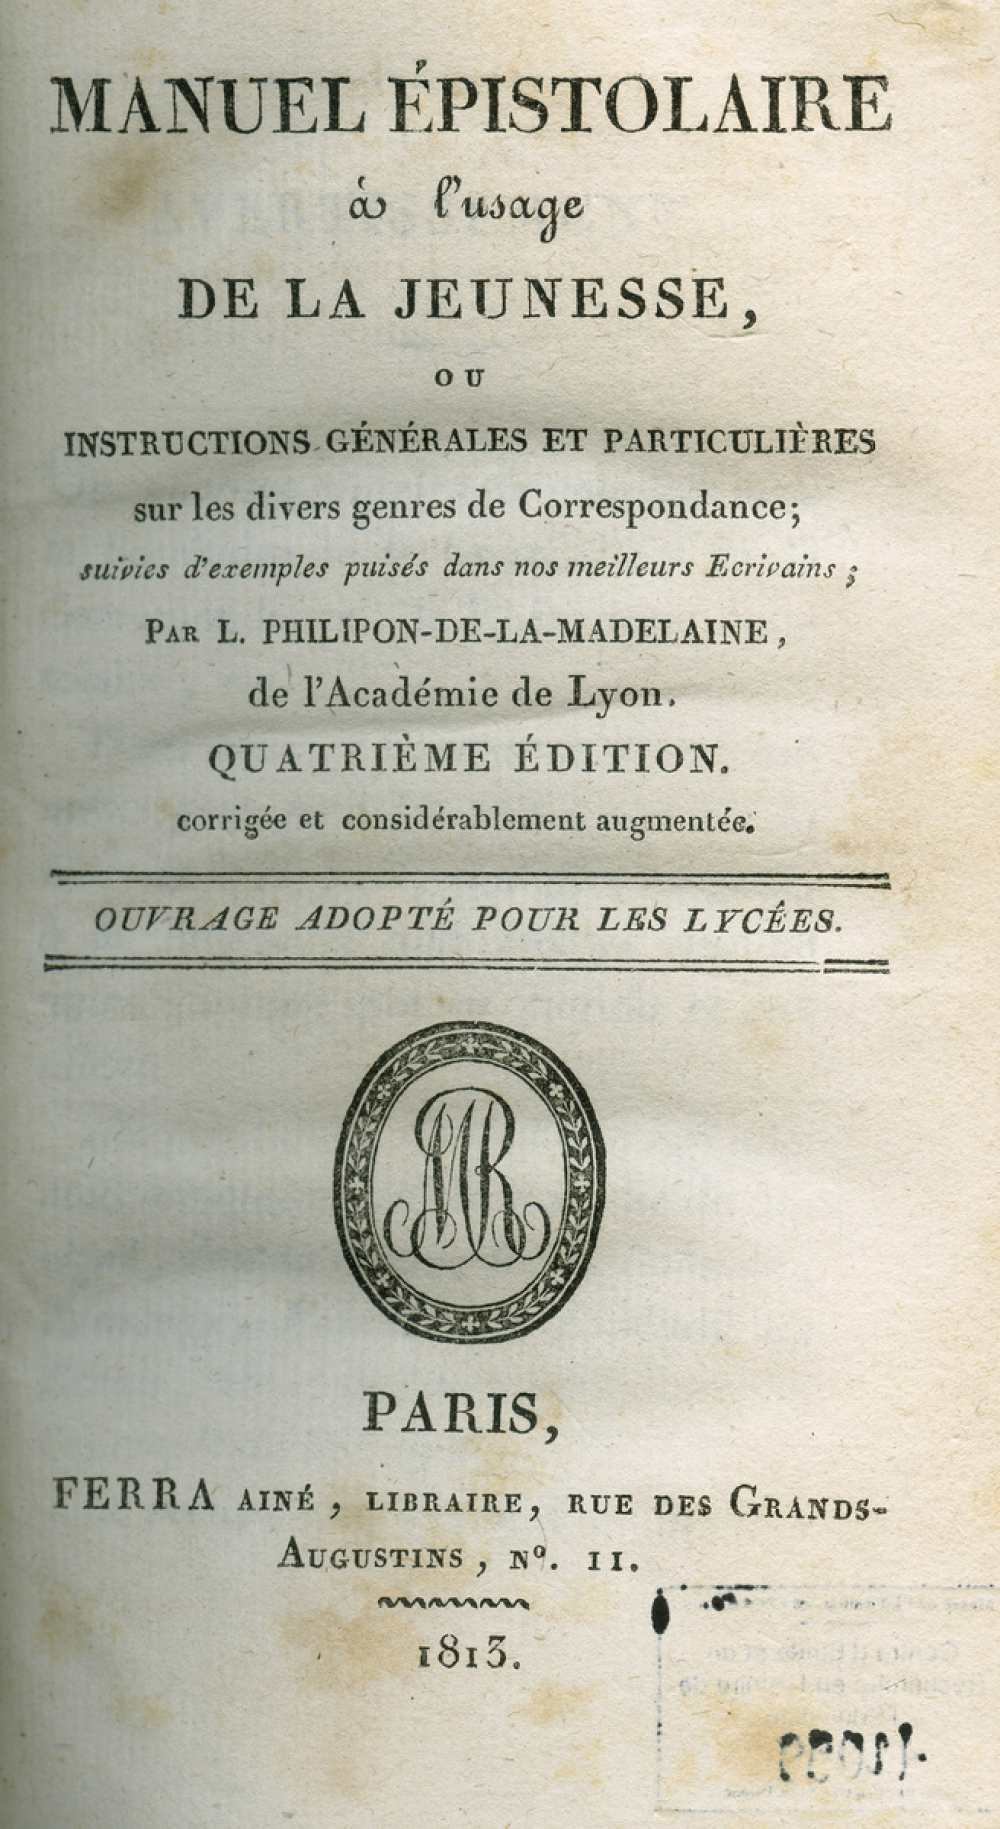 MANUEL ÉPISTOLAIRE
à l'usage
DE LA JEUNESSE,
OU
INSTRUCTIONS GÉNÉRALES ET PARTICULIÈRES
sur les divers genres de Correspondance;
suivies d'exemples puisés dans nos meilleurs Ecrivains;
PAR L. PHILIPON-DE-LA-MADELAINE,
de l'Académie de Lyon.
QUATRIÈME ÉDITION.
corrigée et considérablement augmentée.
OUVRAGE ADOPTÉ POUR LES LYCÉES.
PARIS,
FERRA AINÉ, LIBRAIRE, RUE DES GRANDS-
AUGUSTINS, Nº. 11.
1813.